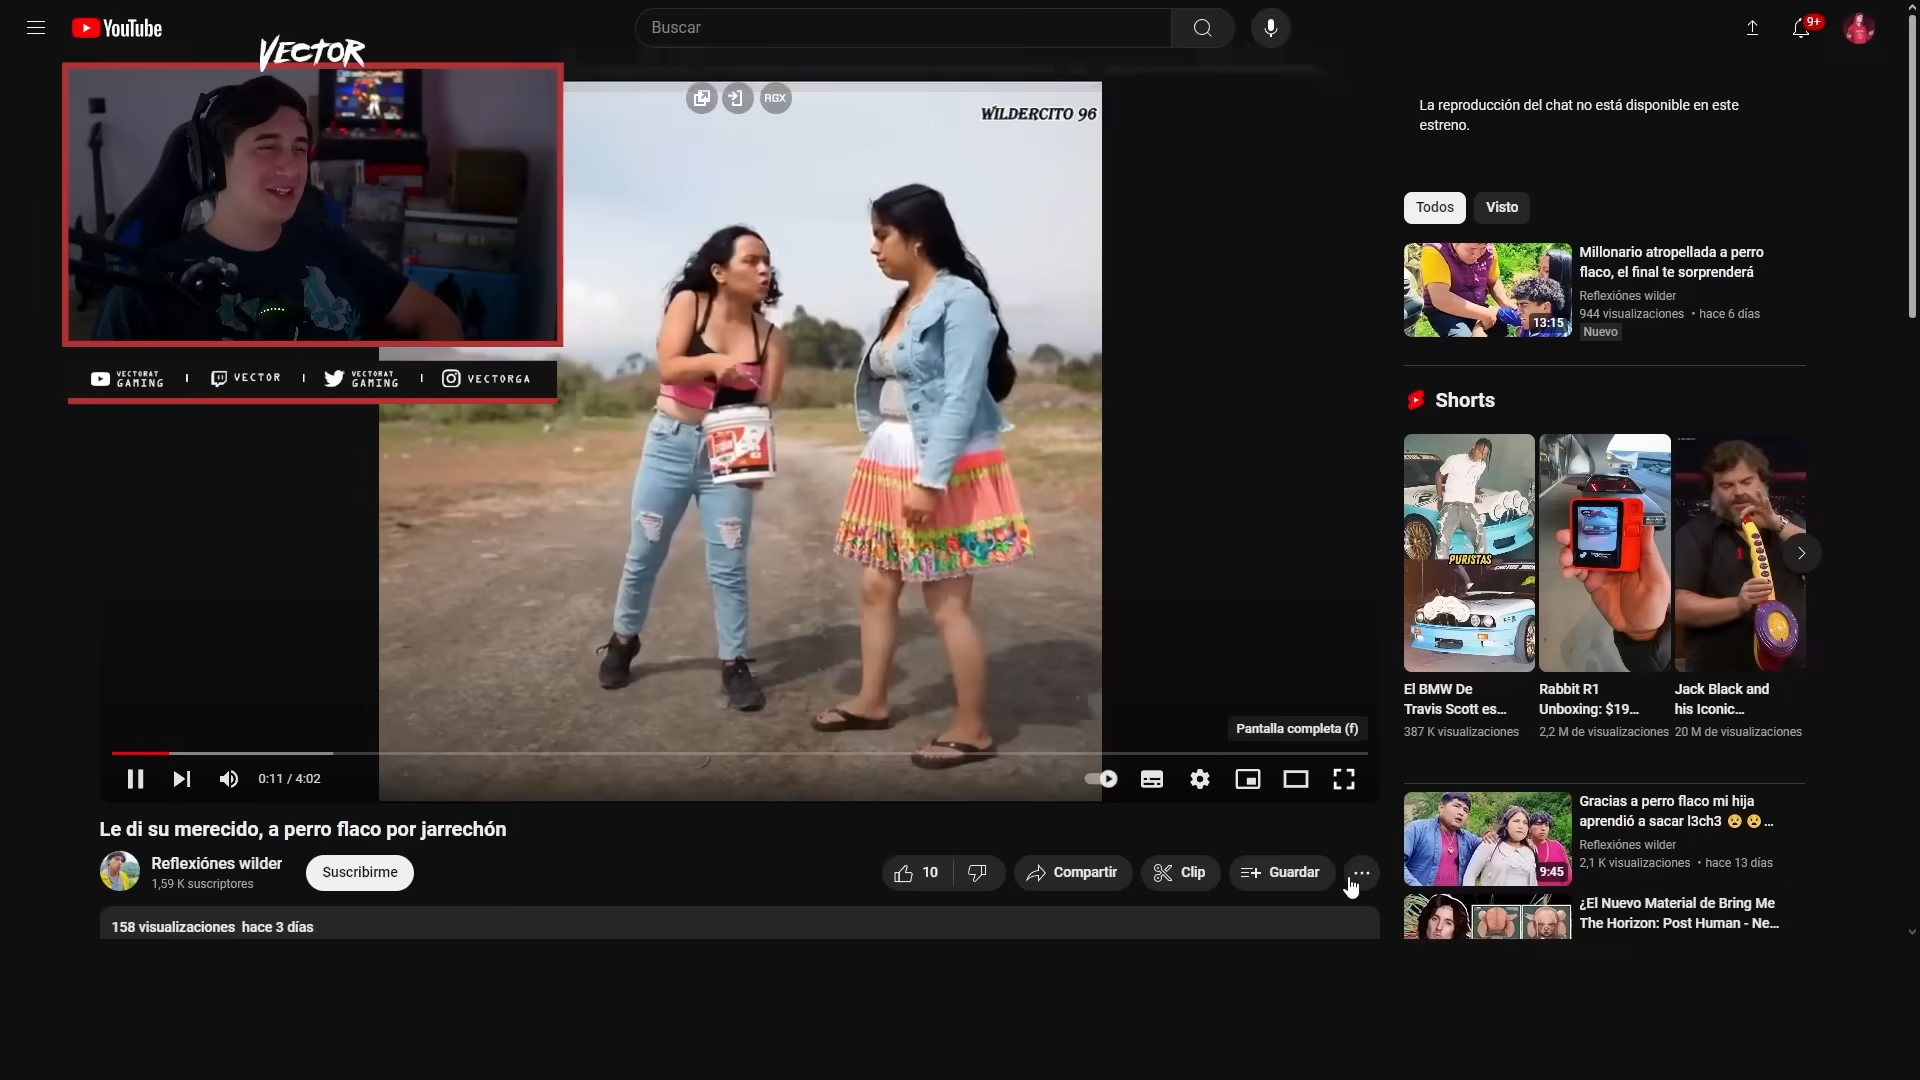 YouTube
Buscar
9+
VECTOR
RGX
WILDERCITO 96
VECTORAT
GAMING
VECTOR
VECTORAT
GAMING
VECTORGA
Pantalla completa (f)
0:11 / 4:02
Le di su merecido, a perro flaco por jarrechón
Reflexiónes wilder
1,59 K suscriptores
Suscribirme
10
Compartir
Clip
Guardar
158 visualizaciones hace 3 días
La reproducción del chat no está disponible en este
estreno.
Todos
Visto
13:15
Millonario atropellada a perro
flaco, el final te sorprenderá
Reflexiónes wilder
944 visualizaciones • hace 6 días
Nuevo
Shorts
PURISTAS
1
El BMW De
Travis Scott es...
387 K visualizaciones
Rabbit R1
Unboxing: $19...
2,2 M de visualizaciones
Jack Black and
his Iconic...
20 M de visualizaciones
9:45
Gracias a perro flaco mi hija
aprendió a sacar l3ch3 😧 😧...
Reflexiónes wilder
2,1 K visualizaciones • hace 13 días
¿El Nuevo Material de Bring Me
The Horizon: Post Human - Ne...